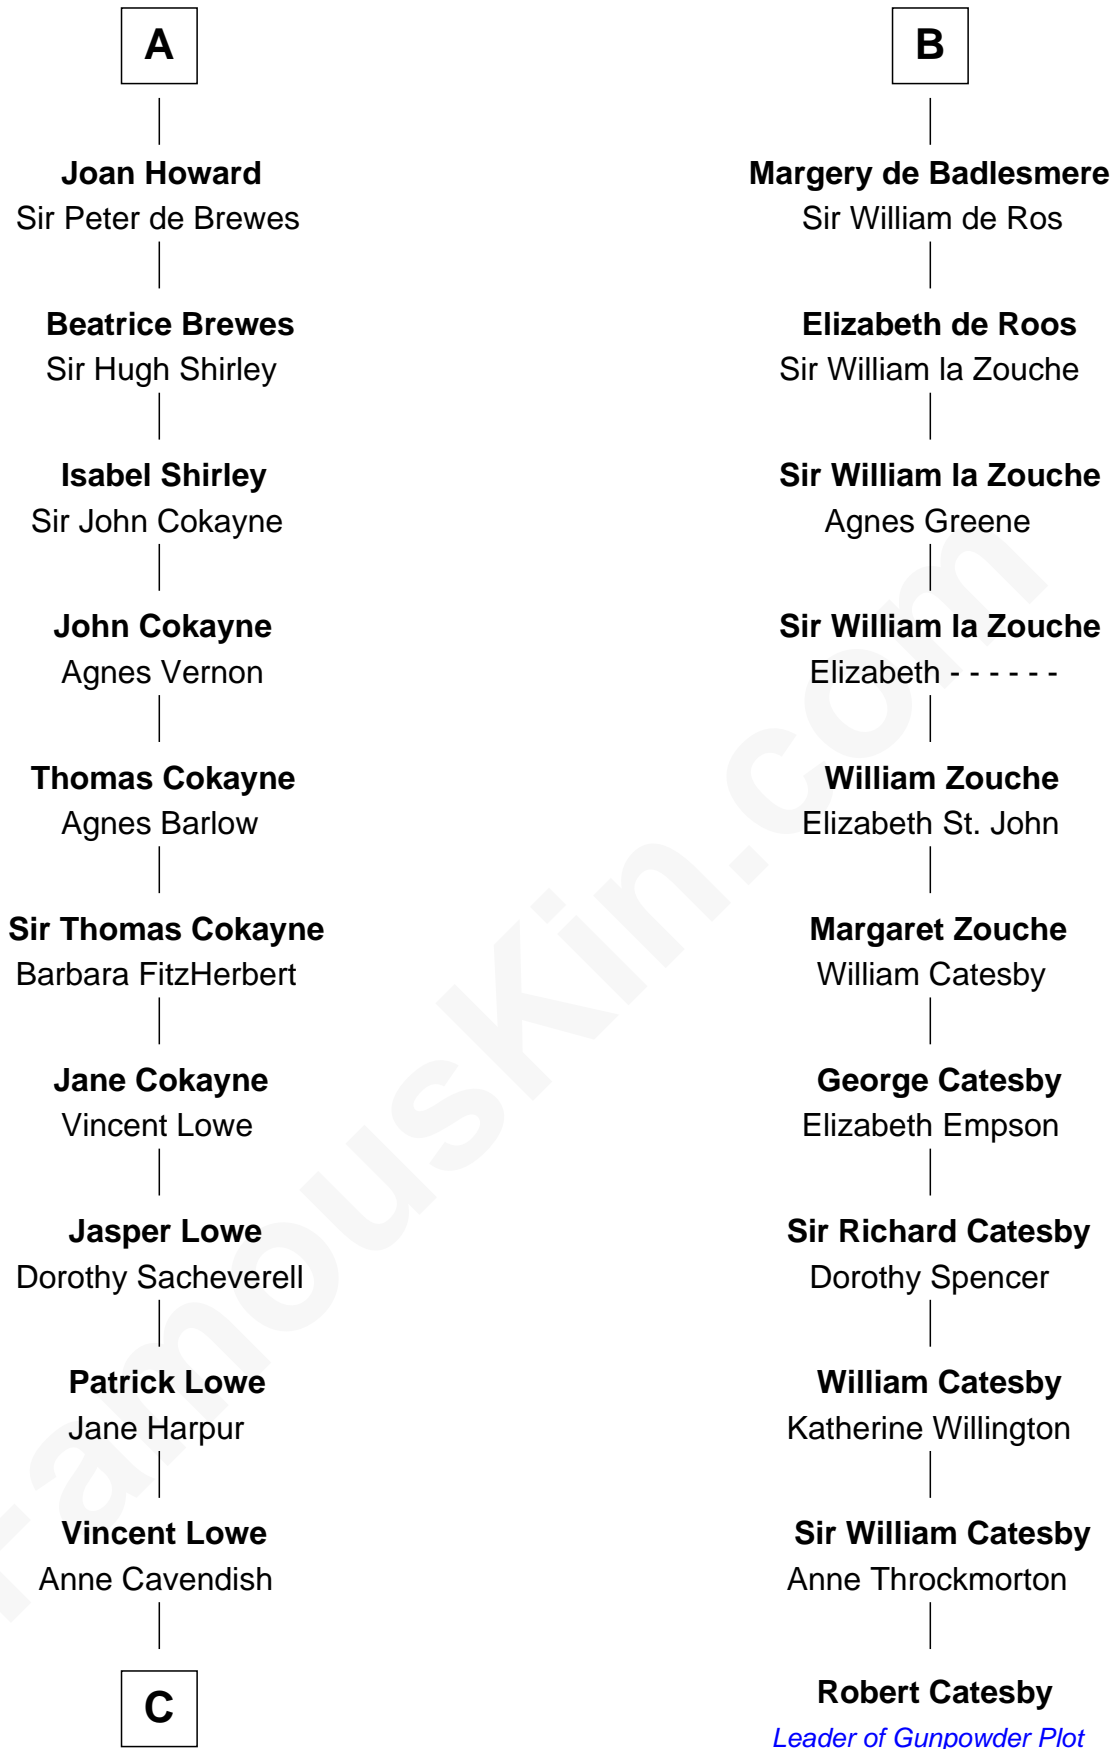 A
Joan Howard
Sir Peter de Brewes
Beatrice Brewes
Sir Hugh Shirley
Isabel Shirley
Sir John Cokayne
John Cokayne
Agnes Vernon
Thomas Cokayne
Agnes Barlow
Sir Thomas Cokayne
Barbara FitzHerbert
Jane Cokayne
Vincent Lowe
Jasper Lowe
Dorothy Sacheverell
Patrick Lowe
Jane Harpur
Vincent Lowe
Anne Cavendish
C
B
Margery de Badlesmere
Sir William de Ros
Elizabeth de Roos
Sir William la Zouche
Sir William la Zouche
Agnes Greene
Sir William la Zouche
Elizabeth - - - - - -
William Zouche
Elizabeth St. John
Margaret Zouche
William Catesby
George Catesby
Elizabeth Empson
Sir Richard Catesby
Dorothy Spencer
William Catesby
Katherine Willington
Sir William Catesby
Anne Throckmorton
Robert Catesby
Leader of Gunpowder Plot
FamousKin.com